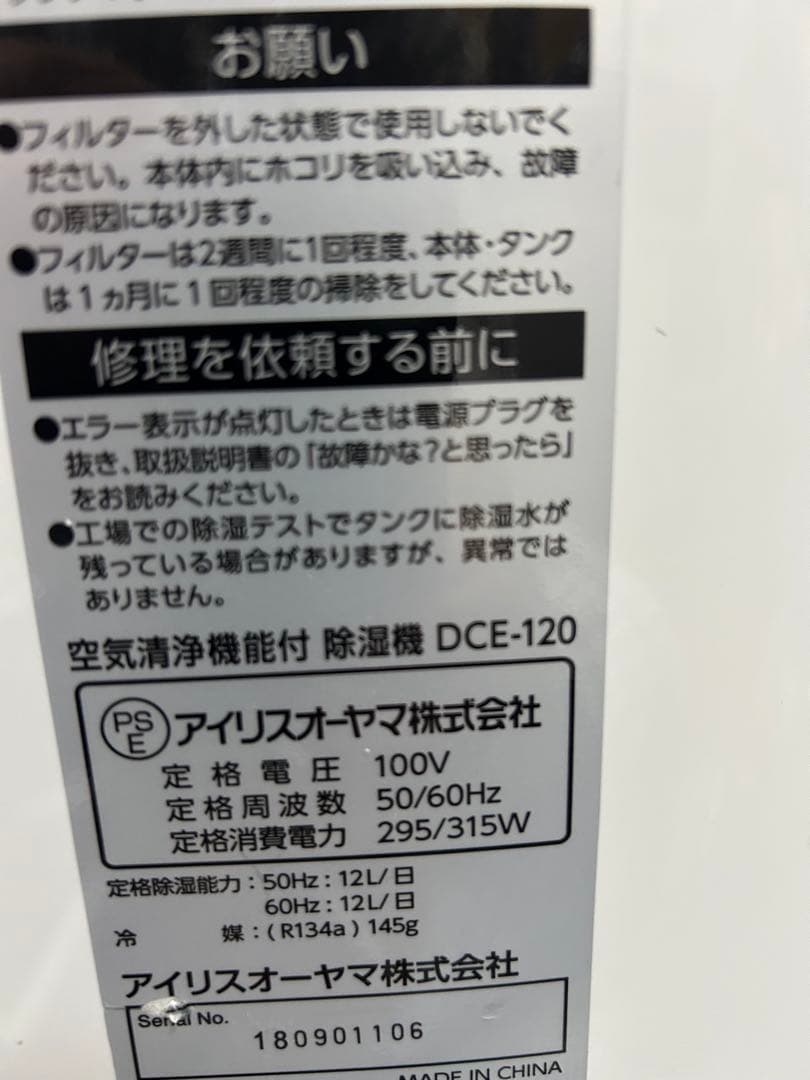 お願い
●フィルターを外した状態で使用しないでく
ださい。本体内にホコリを吸い込み、故障
の原因になります。
●フィルターは2週間に1回程度、本体・タンク
は1ヵ月に1回程度の掃除をしてください。
修理を依頼する前に
●エラー表示が点灯したときは電源プラグを
抜き、取扱説明書の「故障かな?と思ったら」
をお読みください。
●工場での除湿テストでタンクに除湿水が
残っている場合がありますが、異常では
ありません。
空気清浄機能付 除湿機 DCE-120
PS
E アイリスオーヤマ株式会社
定格電圧 100V
定格周波数 50/60Hz
定格消費電力 295/315W
定格除湿能力:50Hz:12L/日
60Hz:12L/日
冷媒:(R134a)145g
アイリスオーヤマ株式会社
Serial No.
180901106
MADE IN CHINA